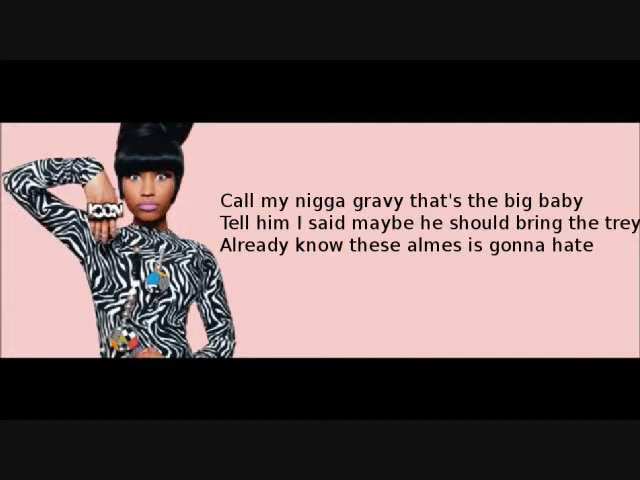 Call my nigga gravy that's the big baby
Tell him I said maybe he should bring the trey
Already know these almes is gonna hate